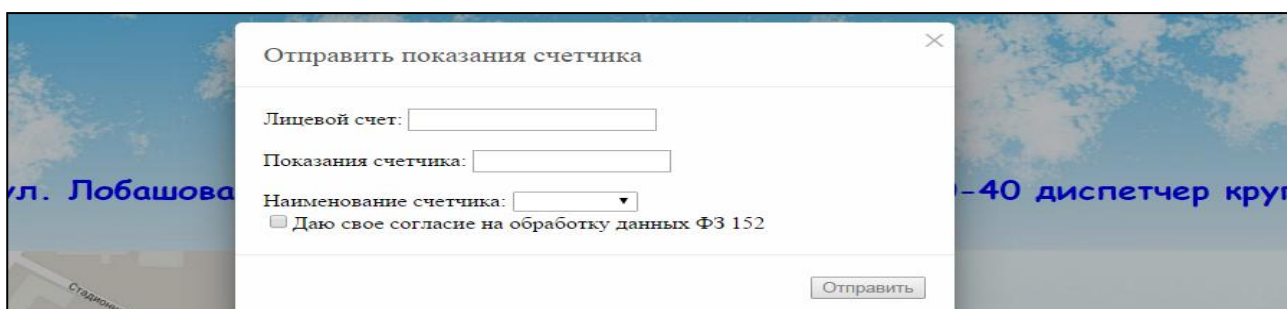 Отправить показания счетчика
Лицевой счет:
Показания счетчика:
ул. Лобашова
-40 диспетчер круг
Наименование счетчика:
Даю свое согласие на обработку данных ФЗ 152
Отправить